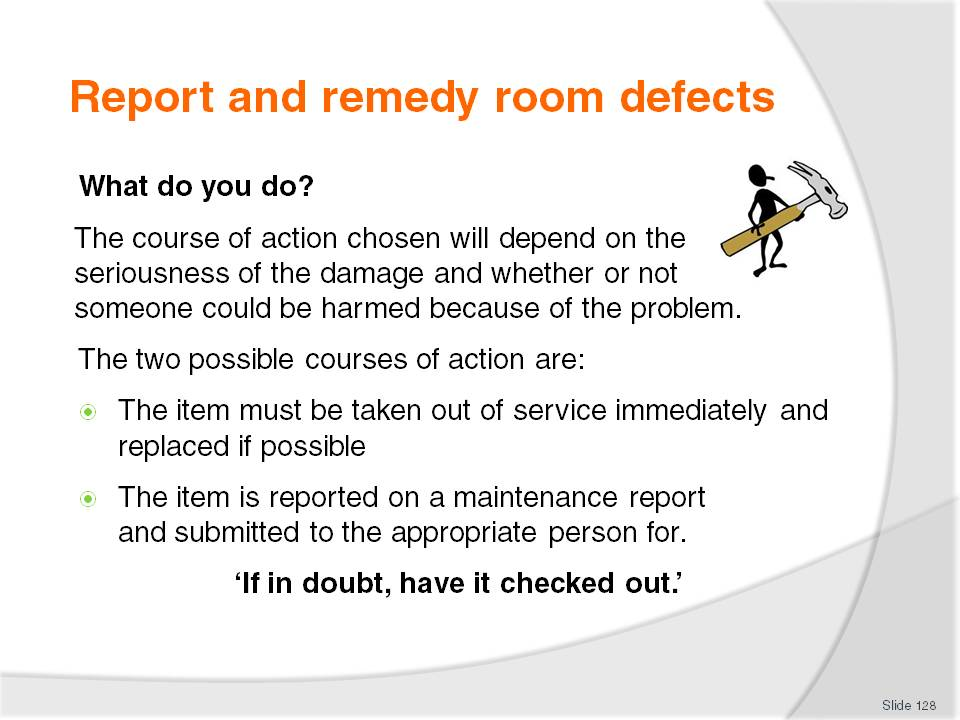 Report and remedy room defects
What do you do?
The course of action chosen will depend on the
seriousness of the damage and whether or not
someone could be harmed because of the problem.
The two possible courses of action are:
The item must be taken out of service immediately and
replaced if possible
The item is reported on a maintenance report
and submitted to the appropriate person for.
‘If in doubt, have it checked out.’
Slide 128